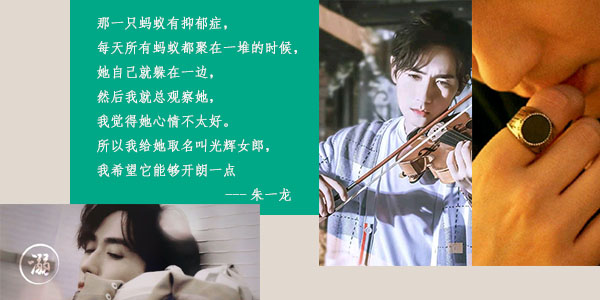 那一只蚂蚁有抑郁症，
每天所有蚂蚁都聚在一堆的时候，
她自己就躲在一边，
然后我就总观察她，
我觉得她心情不太好。
所以我给她取名叫光辉女郎，
我希望它能够开朗一点
--- 朱一龙
灏